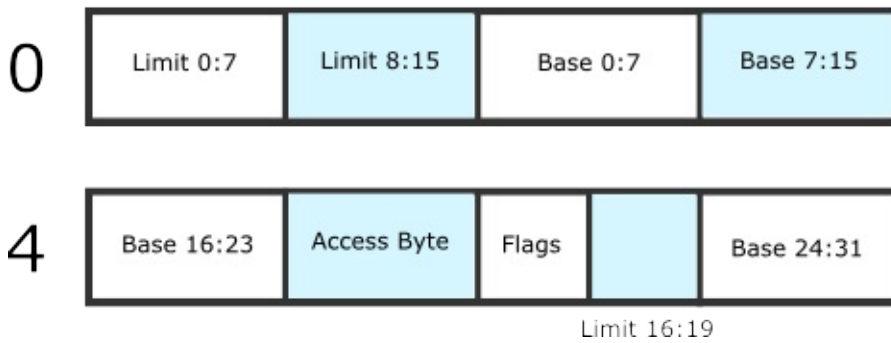 0
Limit 0:7
Limit 8:15
Base 0:7
Base 7:15
4
Base 16:23
Access Byte
Flags
Base 24:31
Limit 16:19